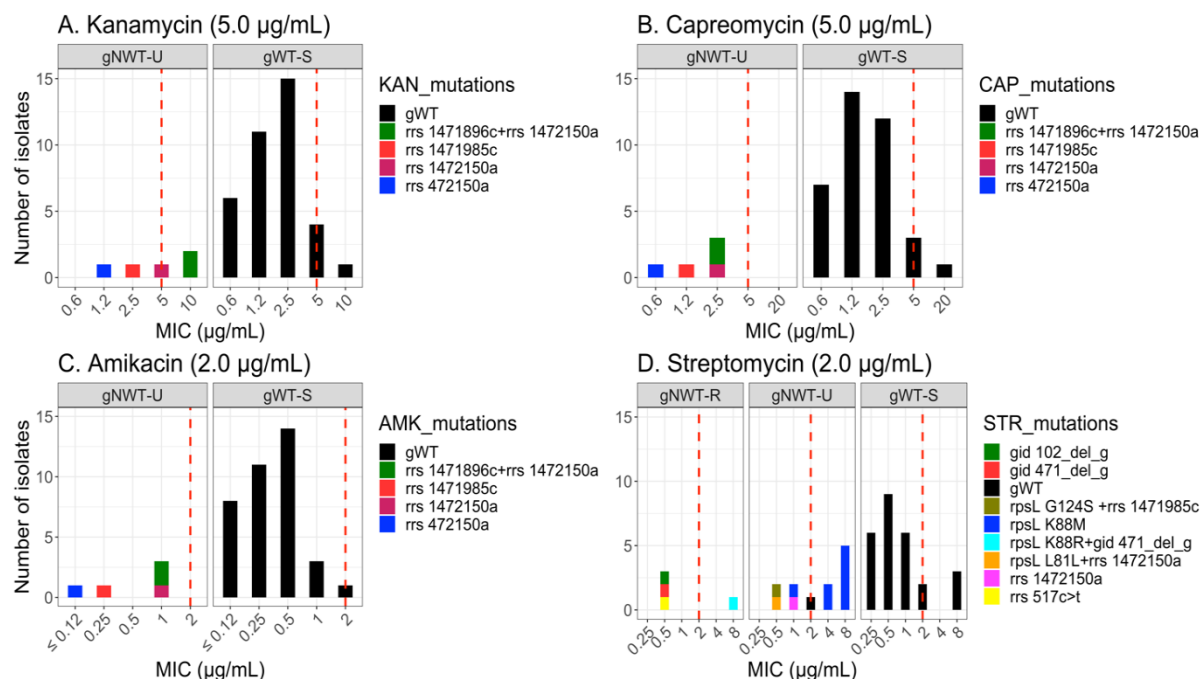 A. Kanamycin (5.0 µg/mL)
gNWT-U gWT-S
Number of isolates
15
10
5
0
0.6 1.2 2.5 5 10 0.6 1.2 2.5 5 10
MIC (µg/mL)
KAN_mutations
gWT
rrs 1471896c+rrs 1472150a
rrs 1471985c
rrs 1472150a
rrs 472150a
B. Capreomycin (5.0 µg/mL)
gNWT-U gWT-S
15
10
5
0
0.6 1.2 2.5 5 20 0.6 1.2 2.5 5 20
MIC (µg/mL)
CAP_mutations
gWT
rrs 1471896c+rrs 1472150a
rrs 1471985c
rrs 1472150a
rrs 472150a
C. Amikacin (2.0 µg/mL)
gNWT-U gWT-S
Number of isolates
15
10
5
0
≤ 0.12 0.25 0.5 1 2 ≤ 0.12 0.25 0.5 1 2
MIC (µg/mL)
AMK_mutations
gWT
rrs 1471896c+rrs 1472150a
rrs 1471985c
rrs 1472150a
rrs 472150a
D. Streptomycin (2.0 µg/mL)
gNWT-R gNWT-U gWT-S
15
10
5
0
0.25 0.5 1 2 4 8 0.25 0.5 1 2 4 8 0.25 0.5 1 2 4 8
MIC (µg/mL)
STR_mutations
gid 102_del_g
gid 471_del_g
gWT
rpsL G124S +rrs 1471985c
rpsL K88M
rpsL K88R+gid 471_del_g
rpsL L81L+rrs 1472150a
rrs 1472150a
rrs 517c>t